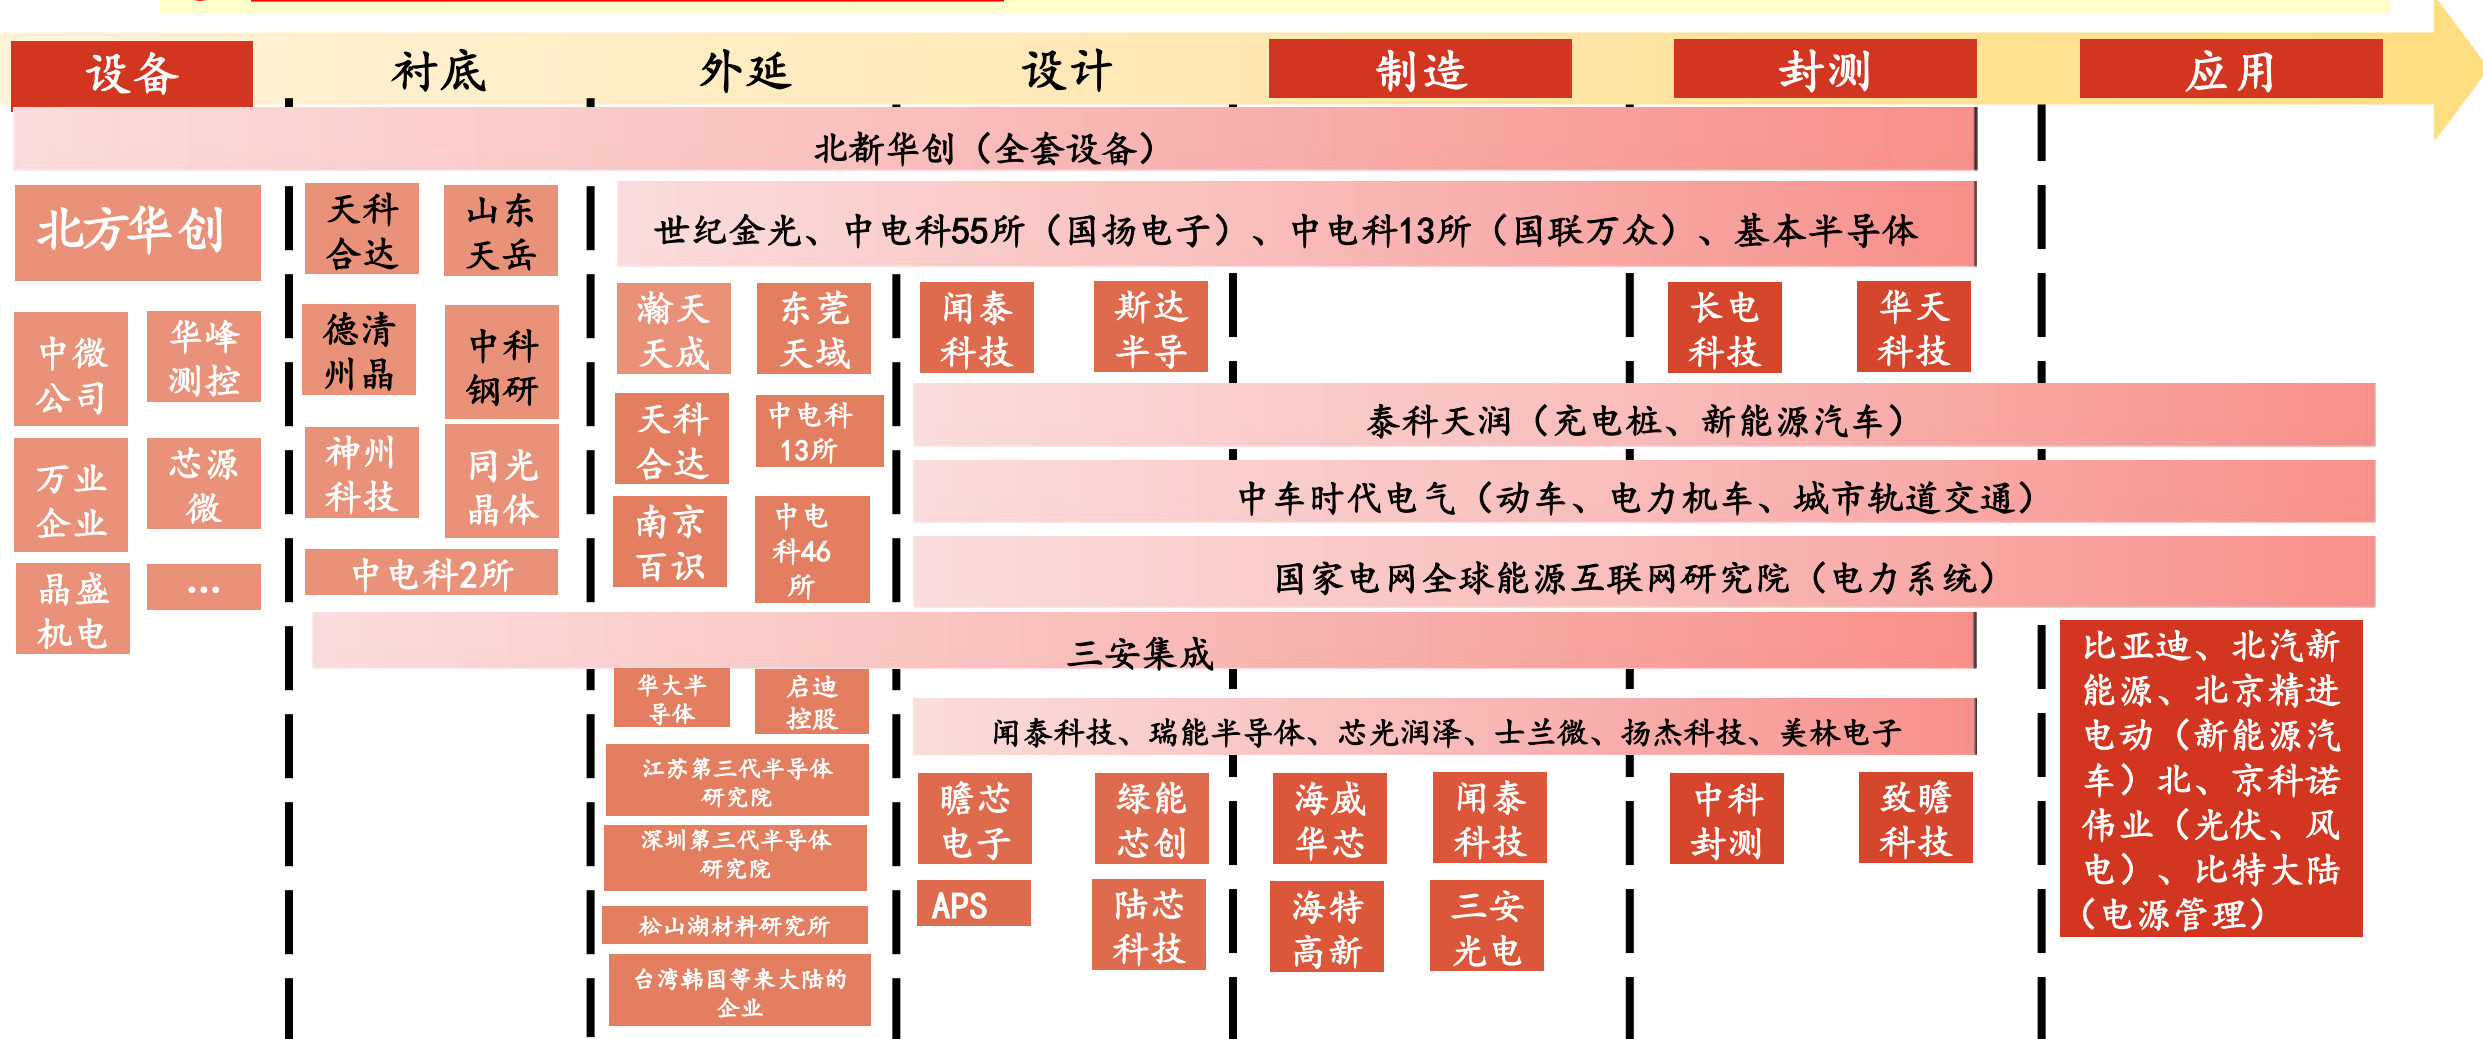 设备
衬底
外延
设计
制造
封测
应用
北新华创（全套设备）
北方华创
中微
公司
华峰
测控
万业
企业
芯源
微
晶盛
机电
...
天科
合达
山东
天岳
德清
州晶
中科
钢研
神州
科技
同光
晶体
中电科2所
世纪金光、中电科55所（国扬电子）、中电科13所（国联万众）、基本半导体
瀚天
天成
东莞
天域
天科
合达
中电科
13所
南京
百识
中电
科46
所
闻泰
科技
斯达
半导
长电
科技
华天
科技
泰科天润（充电桩、新能源汽车）
中车时代电气（动车、电力机车、城市轨道交通）
国家电网全球能源互联网研究院（电力系统）
三安集成
华大半
导体
启迪
控股
江苏第三代半导体
研究院
深圳第三代半导体
研究院
松山湖材料研究所
台湾韩国等来大陆的
企业
闻泰科技、瑞能半导体、芯光润泽、士兰微、扬杰科技、美林电子
瞻芯
电子
绿能
芯创
APS
陆芯
科技
海威
华芯
闻泰
科技
海特
高新
三安
光电
中科
封测
致瞻
科技
比亚迪、北汽新
能源、北京精进
电动（新能源汽
车）北、京科诺
伟业（光伏、风
电）、比特大陆
（电源管理）